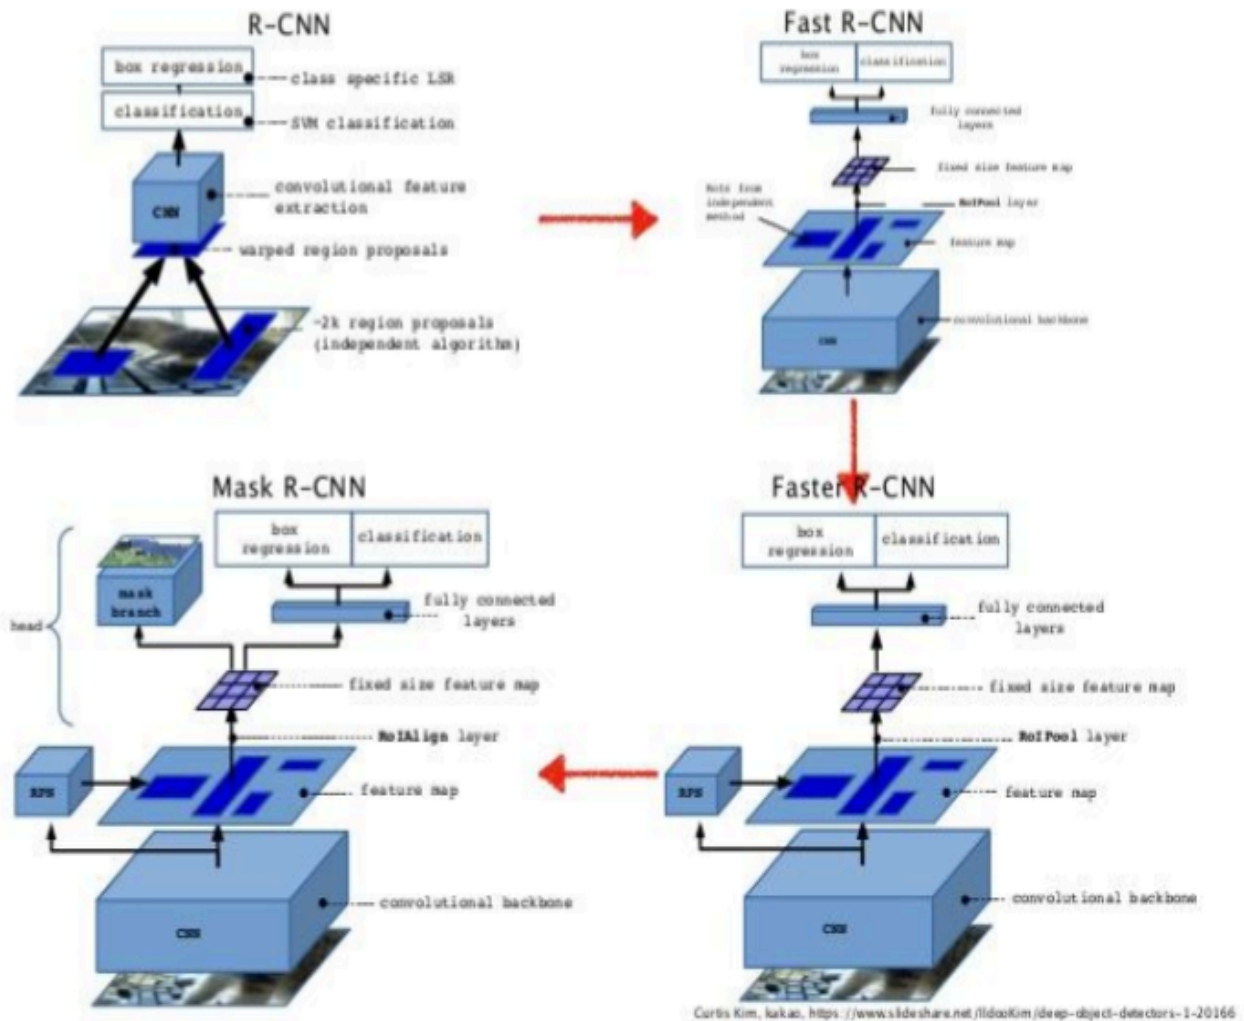 R-CNN
box regression
class specific LSR
classification
SVM classification
CNN
convolutional feature
extraction
warped region proposals
~2k region proposals
(independent algorithm)
Fast R-CNN
box
regression
classification
fully connected
layers
fixed size feature map
RoIs from
independent
method
RoIPool layer
feature map
convolutional backbone
CNN
Mask R-CNN
box
regression
classification
mask
branch
head
fully connected
layers
fixed size feature map
RoIAlign layer
RPN
feature map
convolutional backbone
CNN
Faster R-CNN
box
regression
classification
fully connected
layers
fixed size feature map
RoIPool layer
RPN
feature map
convolutional backbone
CNN
Curtis Kim, kakao, https://www.slideshare.net/IldooKim/deep-object-detectors-1-20166